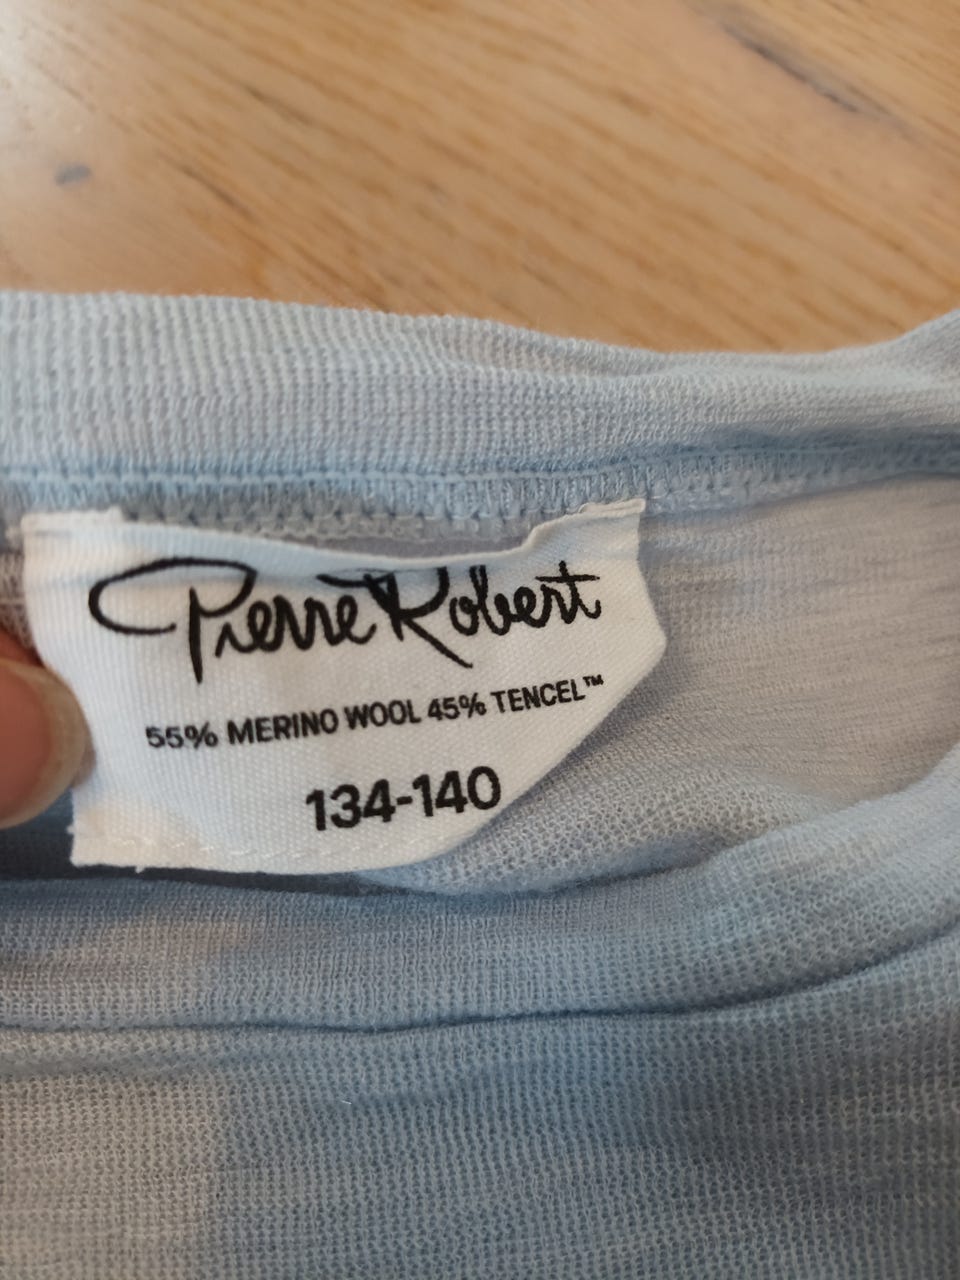 Pierre Robert
55% MERINO WOOL 45% TENCEL™
134-140